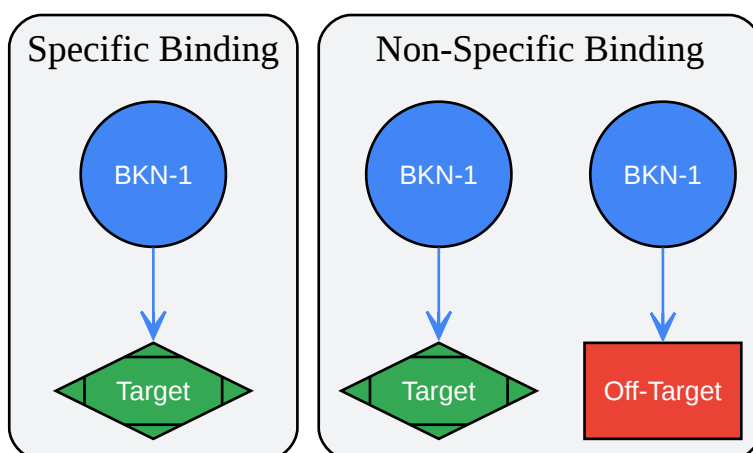 Specific Binding
Non-Specific Binding
BKN-1
BKN-1
BKN-1
Target
Target
Off-Target